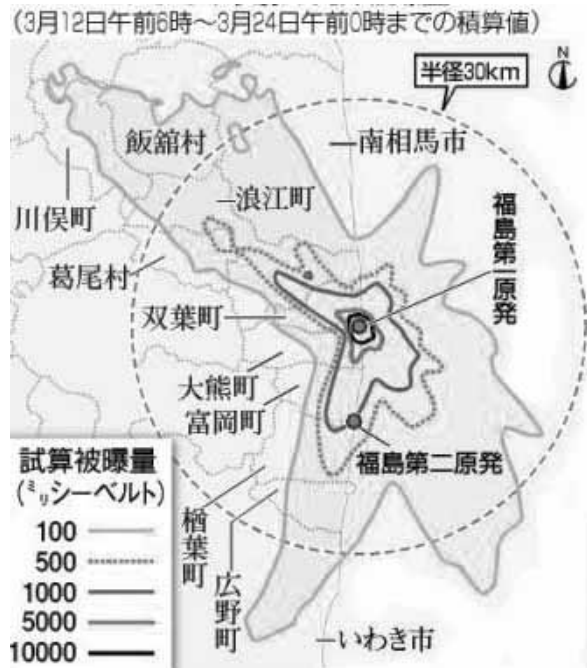 （3月12日午前6時～3月24日午前0時までの積算値）
半径30km
N
飯舘村
南相馬市
川俣町
浪江町
福島第一原発
葛尾村
双葉町
大熊町
富岡町
福島第二原発
試算被曝量
（㍉シーベルト）
100
500
1000
5000
10000
楢葉町
広野町
いわき市